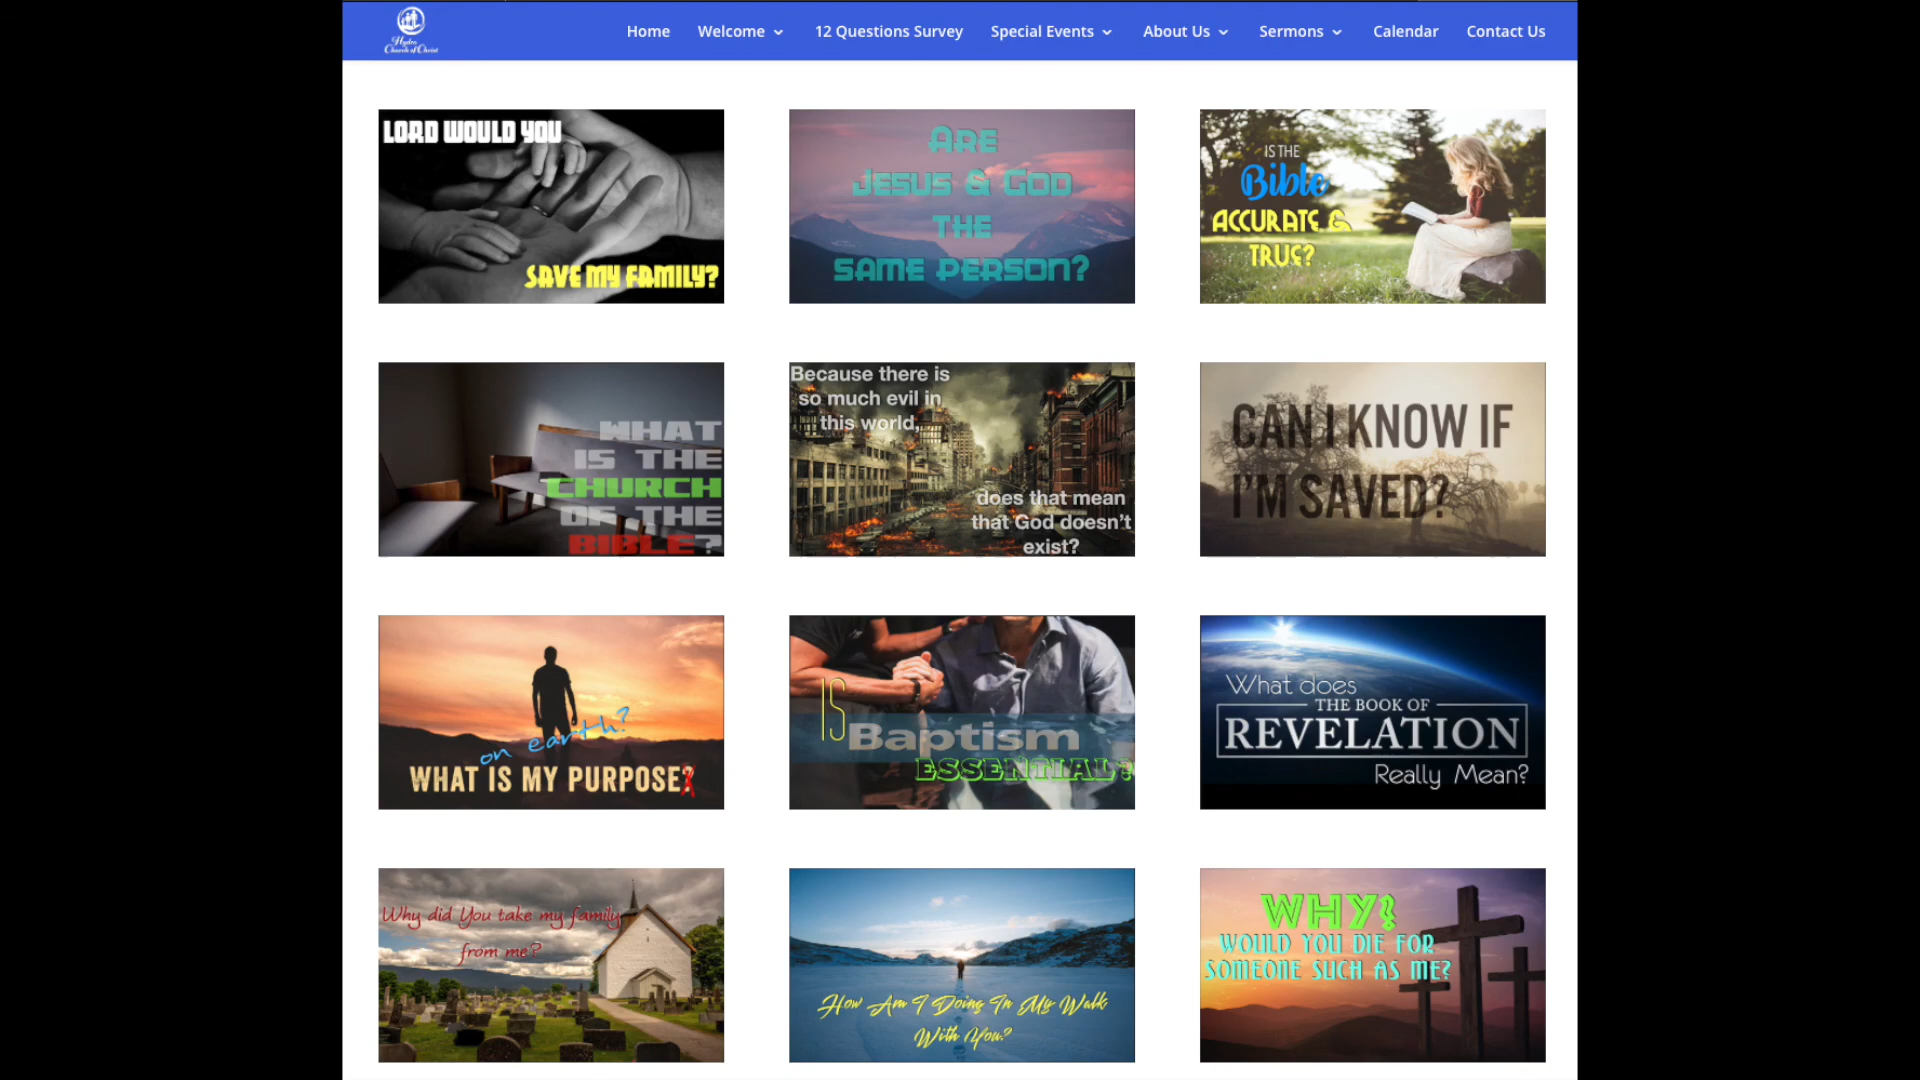 Hydro
Church of Christ
Home Welcome 12 Questions Survey Special Events About Us Sermons Calendar Contact Us
LORD WOULD YOU
SAVE MY FAMILY?
ARE
JESUS & GOD
THE
SAME PERSON?
IS THE
Bible
ACCURATE &
TRUE?
WHAT
IS THE
CHURCH
OF THE
BIBLE?
Because there is
so much evil in
this world,
does that mean
that God doesn't
exist?
CAN I KNOW IF
I'M SAVED?
on earth?
WHAT IS MY PURPOSE?
IS
Baptism
ESSENTIAL?
What does
THE BOOK OF
REVELATION
Really Mean?
Why did You take my family
from me?
How Am I Doing In My Walk
With You?
WHY?
WOULD YOU DIE FOR
SOMEONE SUCH AS ME?